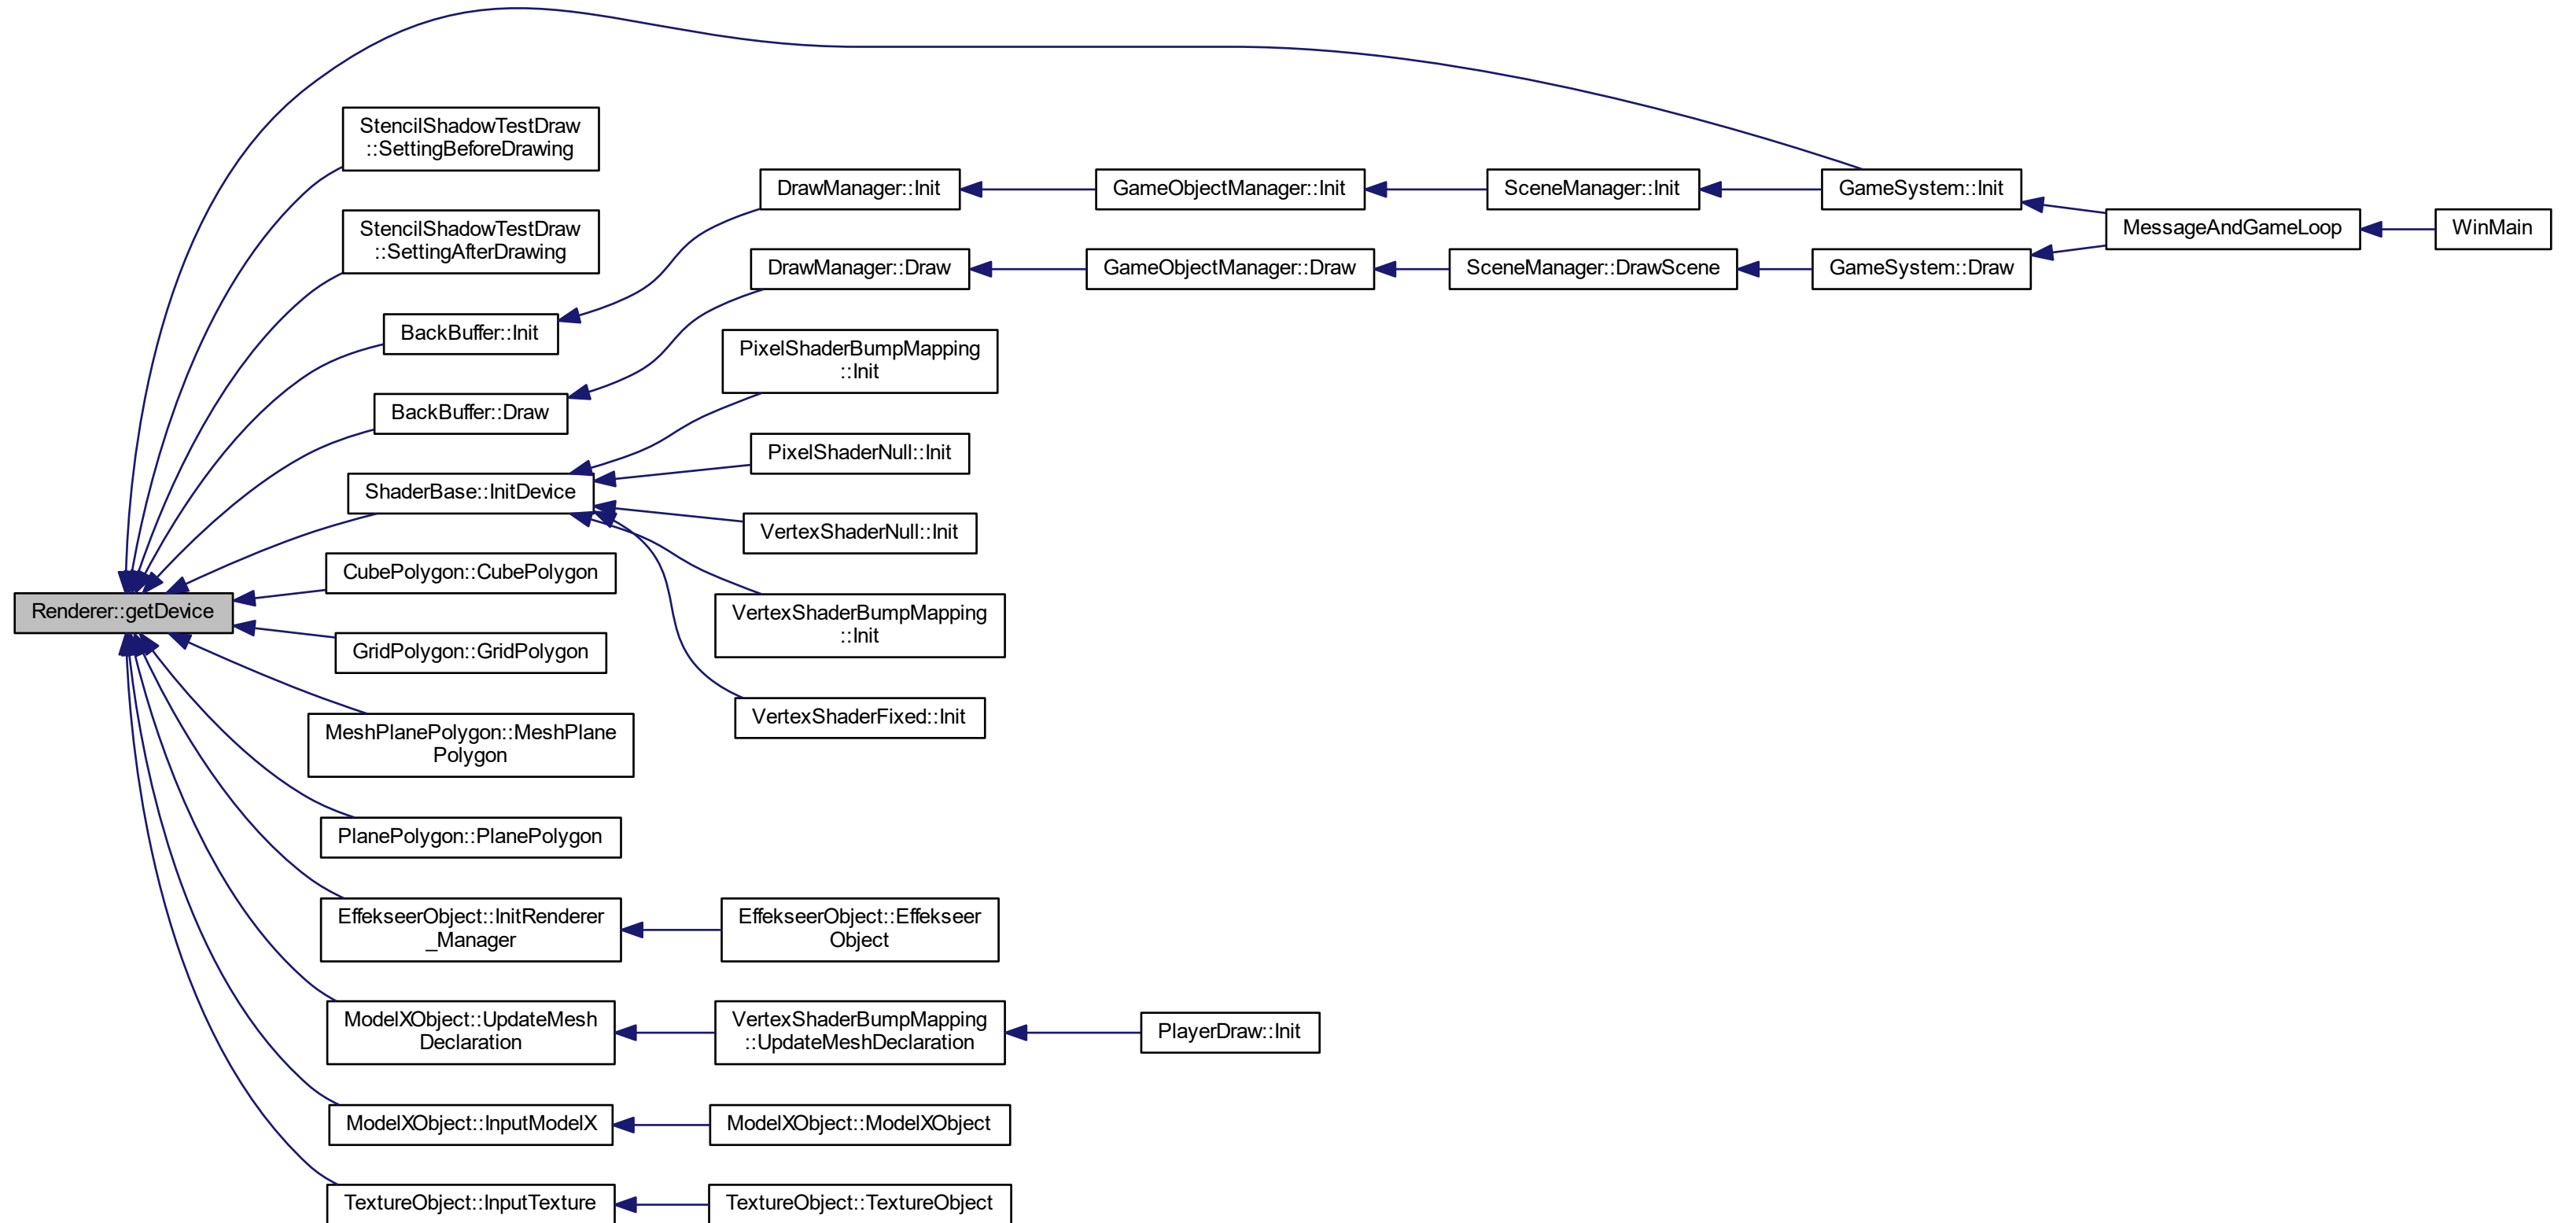 StencilShadowTestDraw
::SettingBeforeDrawing
StencilShadowTestDraw
::SettingAfterDrawing
DrawManager::Init
GameObjectManager::Init
SceneManager::Init
GameSystem::Init
MessageAndGameLoop
WinMain
DrawManager::Draw
GameObjectManager::Draw
SceneManager::DrawScene
GameSystem::Draw
BackBuffer::Init
BackBuffer::Draw
PixelShaderBumpMapping
::Init
PixelShaderNull::Init
ShaderBase::InitDevice
VertexShaderNull::Init
CubePolygon::CubePolygon
Renderer::getDevice
VertexShaderBumpMapping
::Init
GridPolygon::GridPolygon
VertexShaderFixed::Init
MeshPlanePolygon::MeshPlane
Polygon
PlanePolygon::PlanePolygon
EffekseerObject::InitRenderer
_Manager
EffekseerObject::Effekseer
Object
ModelXObject::UpdateMesh
Declaration
VertexShaderBumpMapping
::UpdateMeshDeclaration
PlayerDraw::Init
ModelXObject::InputModelX
ModelXObject::ModelXObject
TextureObject::InputTexture
TextureObject::TextureObject